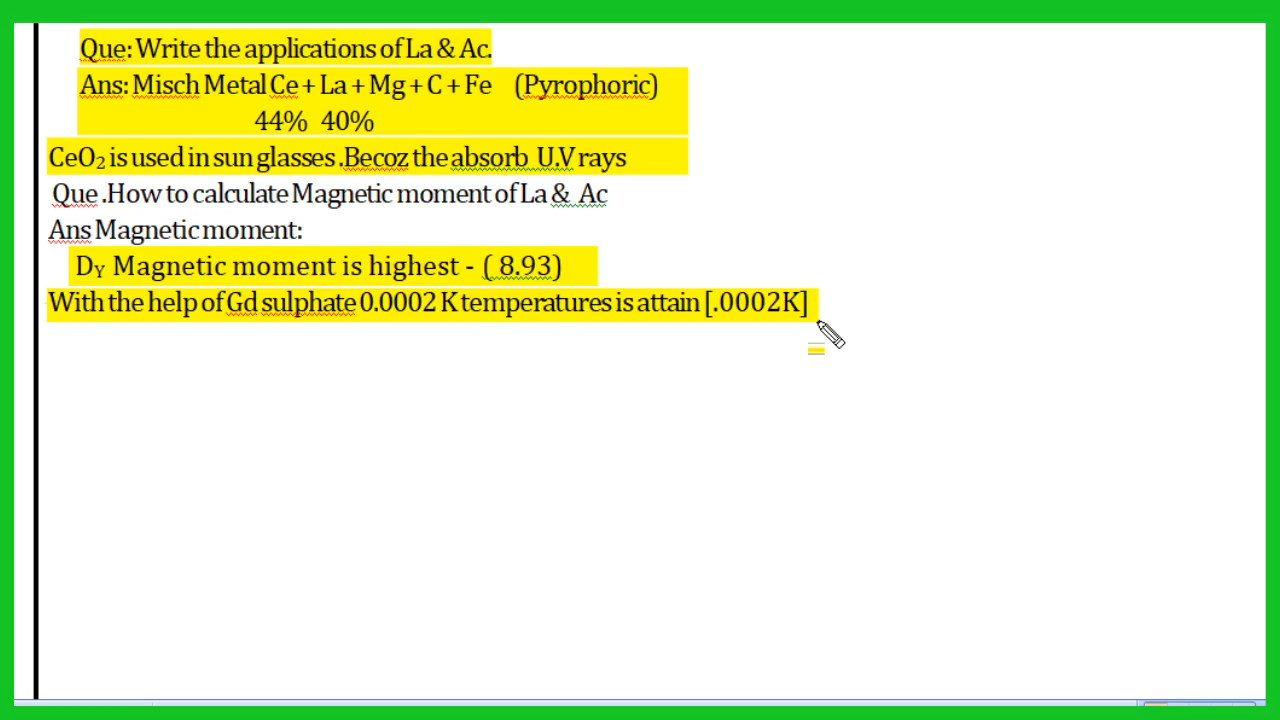 Que: Write the applications of La & Ac.
Ans: Misch Metal Ce + La + Mg + C + Fe (Pyrophoric)
44% 40%
CeO₂ is used in sun glasses .Becoz the absorb U.V rays
Que .How to calculate Magnetic moment of La & Ac
Ans Magnetic moment:
DY Magnetic moment is highest - ( 8.93)
With the help of Gd sulphate 0.0002 K temperatures is attain [.0002K]